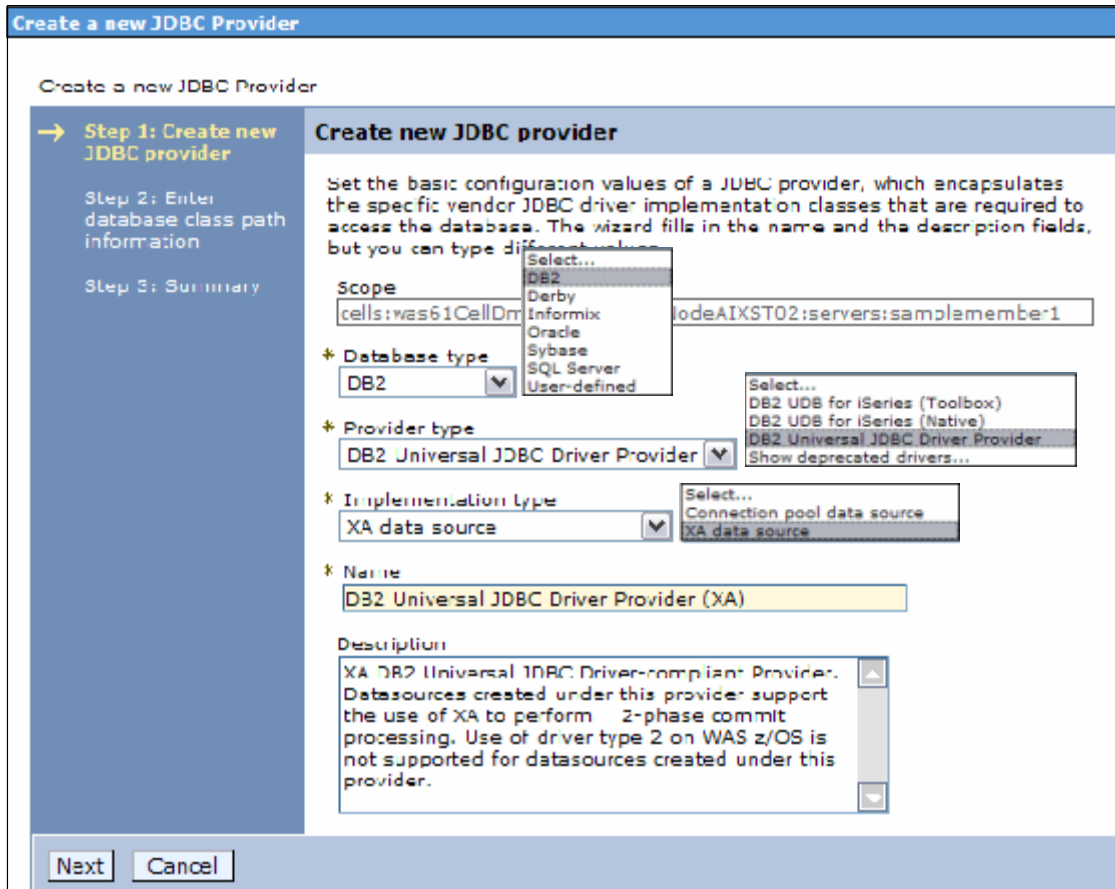 Create a new JDBC Provider
Create a new JDBC Provider
Step 1: Create new
JDBC provider
Step 2: Enter
database class path
information
Step 3: Summary
Create new JDBC provider
Set the basic configuration values of a JDBC provider, which encapsulates
the specific vendor JDBC driver implementation classes that are required to
access the database. The wizard fills in the name and the description fields,
but you can type different values.
Scope
cells:was61CellDm NodeAIXST02:servers:samplemember1
Select...
DB2
Derby
Informix
Oracle
Sybase
SQL Server
User-defined
* Database type
DB2
* Provider type
DB2 Universal JDBC Driver Provider
Select...
DB2 UDB for iSeries (Toolbox)
DB2 UDB for iSeries (Native)
DB2 Universal JDBC Driver Provider
Show deprecated drivers...
* Implementation type
XA data source
Select...
Connection pool data source
XA data source
* Name
DB2 Universal JDBC Driver Provider (XA)
Description
XA DB2 Universal JDBC Driver-compliant Provider.
Datasources created under this provider support
the use of XA to perform 2-phase commit
processing. Use of driver type 2 on WAS z/OS is
not supported for datasources created under this
provider.
Next
Cancel